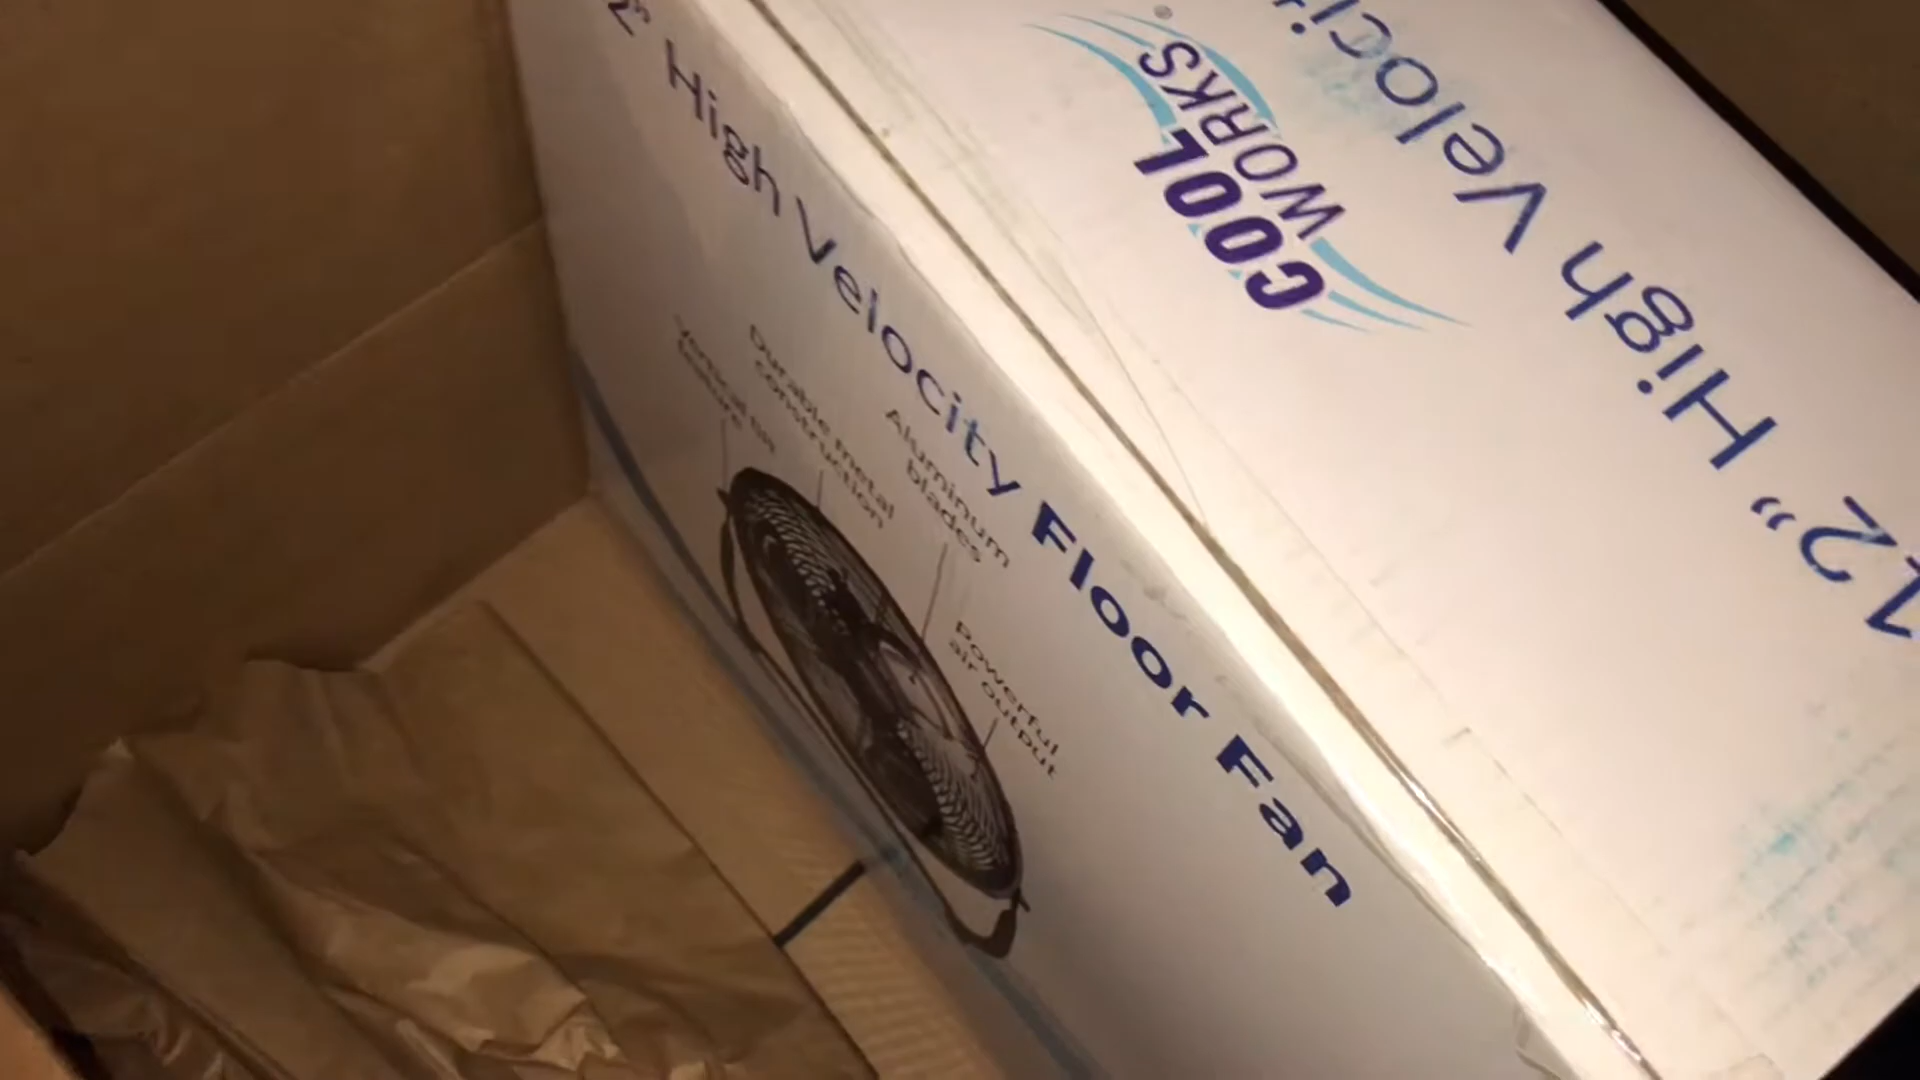 High Velocity Floor Fan
Vertical tilt
feature
Durable metal
construction
Aluminum
blades
Powerful
air output
COOL
WORKS
12" High Veloci